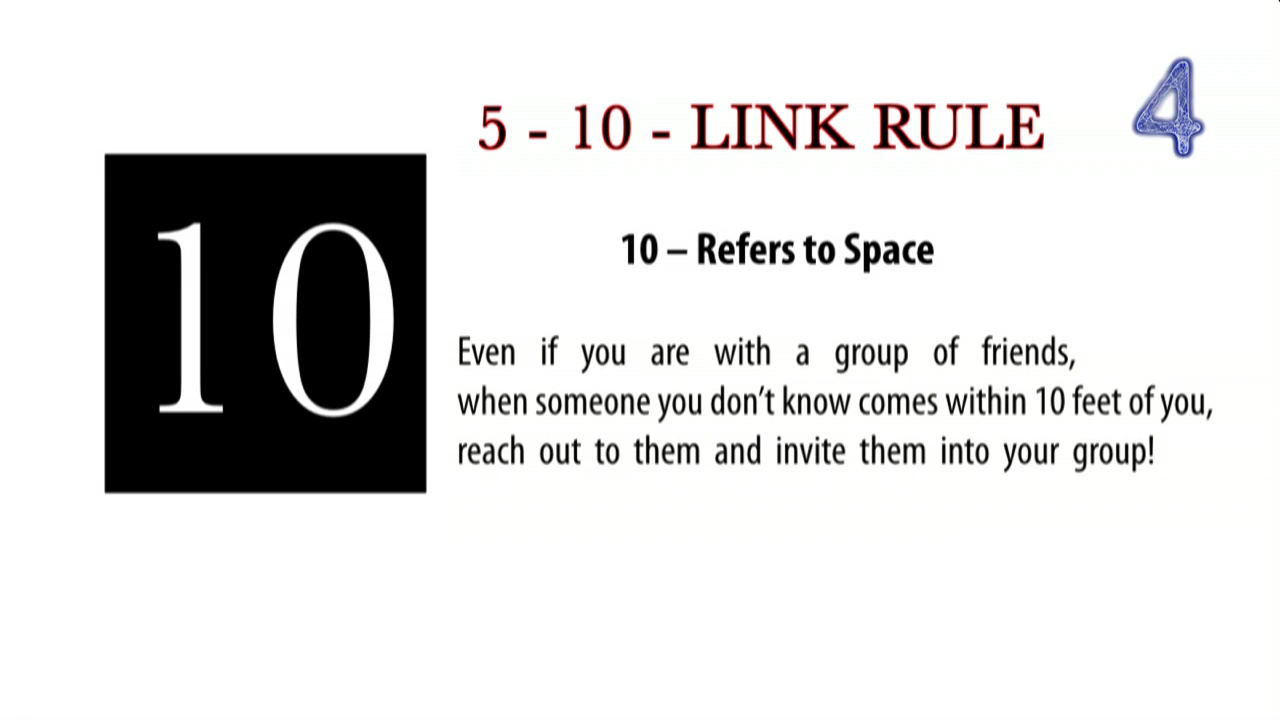 5 - 10 - LINK RULE
4
10
10 – Refers to Space
Even if you are with a group of friends,
when someone you don't know comes within 10 feet of you,
reach out to them and invite them into your group!